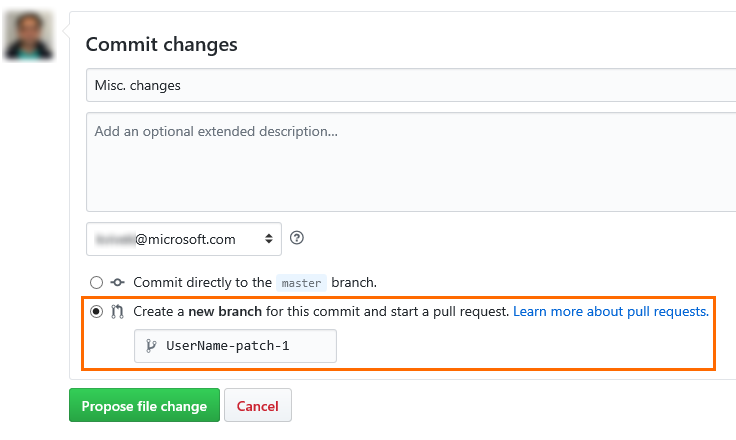 Commit changes
Misc. changes
Add an optional extended description...
@microsoft.com
Commit directly to the master branch.
Create a new branch for this commit and start a pull request. Learn more about pull requests.
UserName-patch-1
Propose file change Cancel